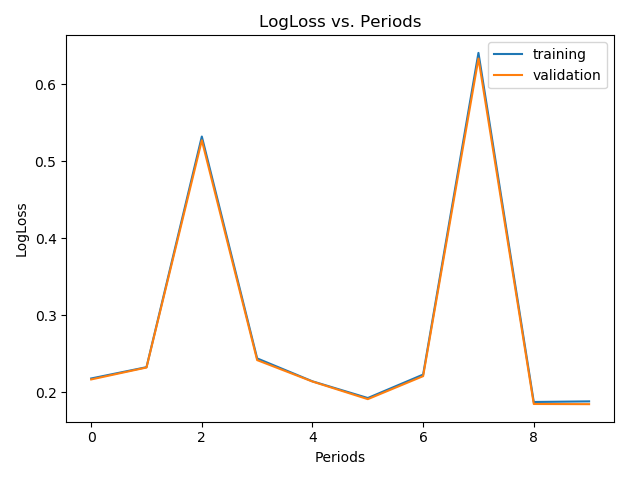 LogLoss vs. Periods
training
validation
0.6
0.5
0.4
0.3
0.2
LogLoss
0 2 4 6 8
Periods